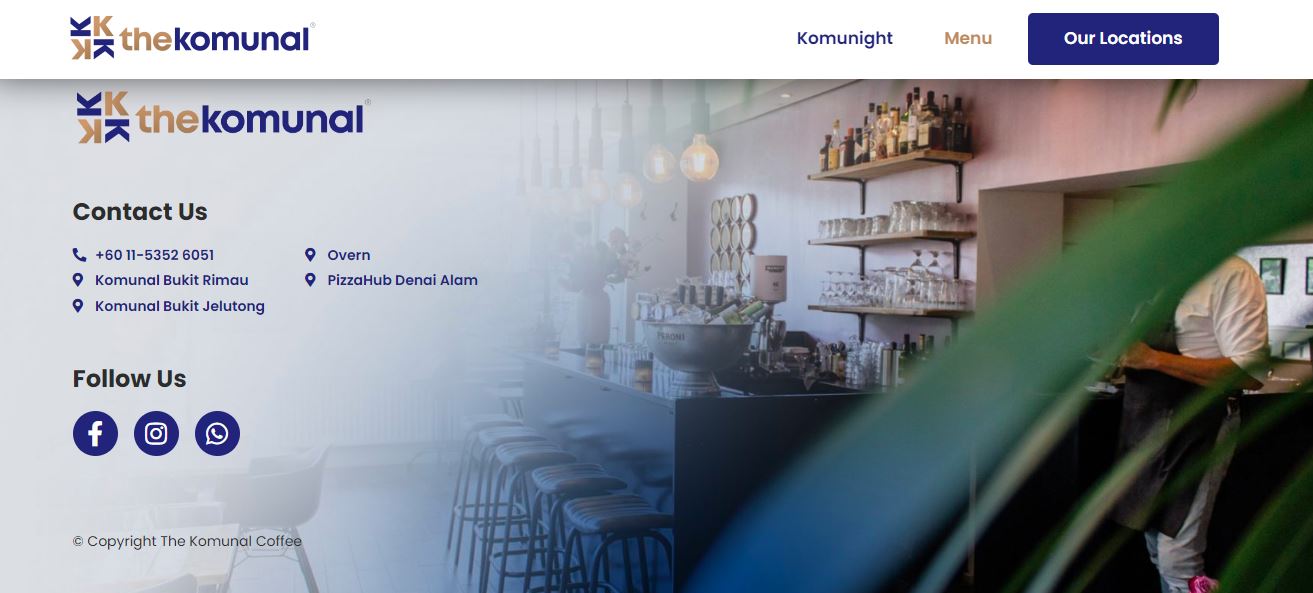 thekomunal®
Komunight
Menu
Our Locations
thekomunal®
Contact Us
+60 11-5352 6051
Overn
Komunal Bukit Rimau
PizzaHub Denai Alam
Komunal Bukit Jelutong
PERONI
Follow Us
© Copyright The Komunal Coffee